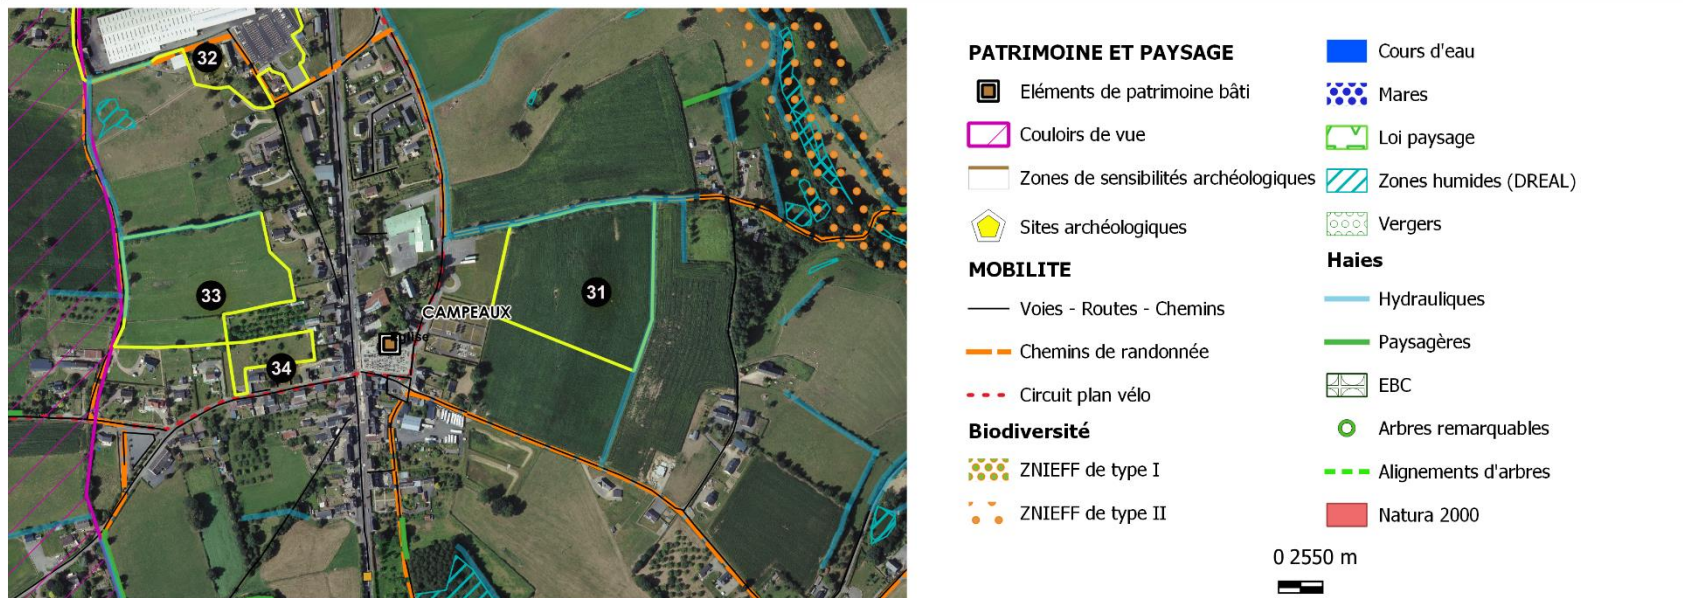 32
33
34
31
CAMPEAUX
Eglise
PATRIMOINE ET PAYSAGE
Eléments de patrimoine bâti
Couloirs de vue
Zones de sensibilités archéologiques
Sites archéologiques
MOBILITE
Voies - Routes - Chemins
Chemins de randonnée
Circuit plan vélo
Biodiversité
ZNIEFF de type I
ZNIEFF de type II
Cours d'eau
Mares
Loi paysage
Zones humides (DREAL)
Vergers
Haies
Hydrauliques
Paysagères
EBC
Arbres remarquables
Alignements d'arbres
Natura 2000
0 2550 m